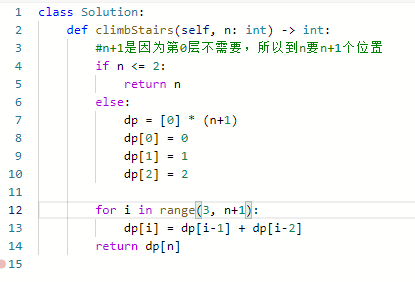 1 class Solution:
2     def climbStairs(self, n: int) -> int:
3         #n+1是因为第0层不需要，所以到n要n+1个位置
4         if n <= 2:
5             return n
6         else:
7             dp = [0] * (n+1)
8             dp[0] = 0
9             dp[1] = 1
10             dp[2] = 2
11
12         for i in range(3, n+1):
13             dp[i] = dp[i-1] + dp[i-2]
14         return dp[n]
15